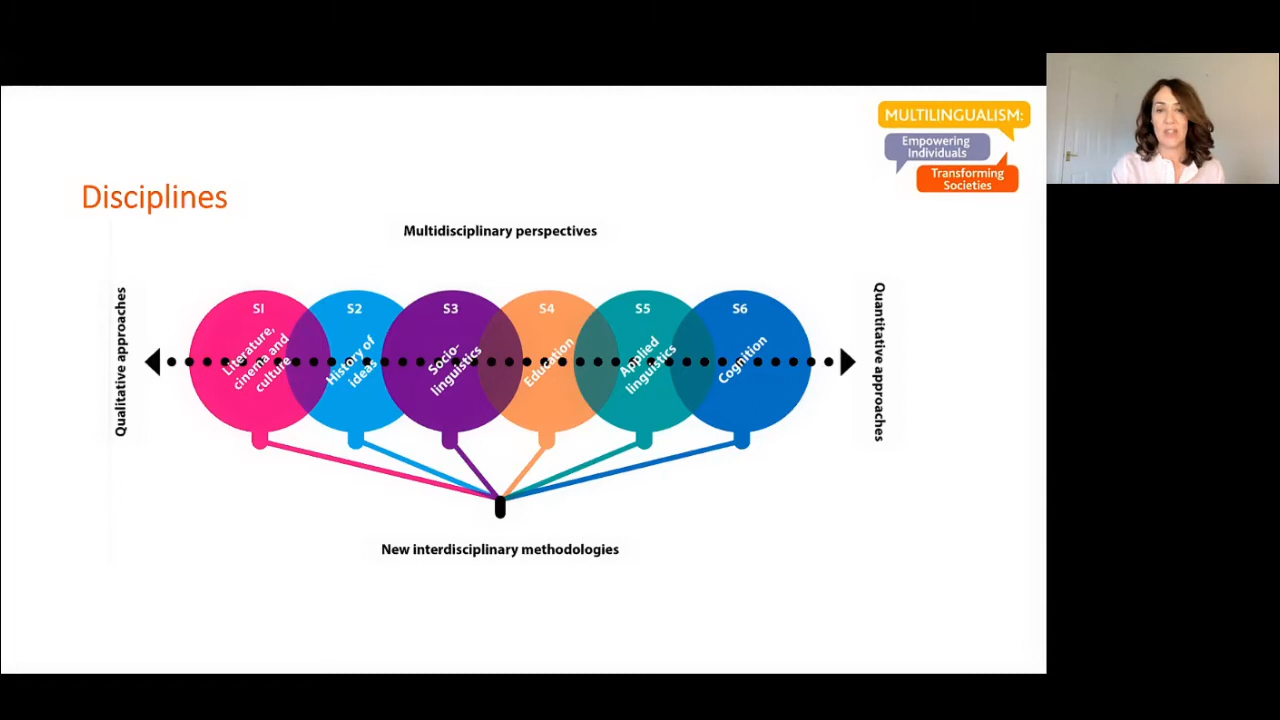 MULTILINGUALISM:
Empowering
Individuals
Transforming
Societies
Disciplines
Multidisciplinary perspectives
Qualitative approaches
S1
Literature,
cinema and
culture
S2
History of
ideas
S3
Socio-
linguistics
S4
Education
S5
Applied
linguistics
S6
Cognition
Quantitative approaches
New interdisciplinary methodologies